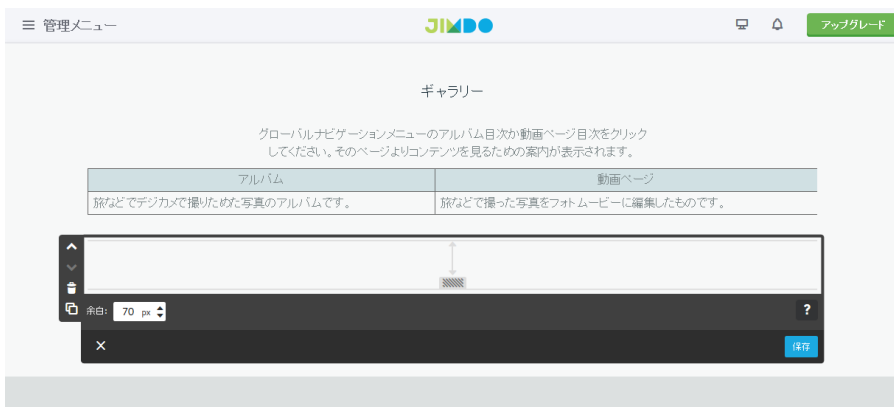 管理メニュー
JIMDO
アップグレード
ギャラリー
グローバルナビゲーションメニューのアルバム目次か動画ページ目次をクリック
してください。そのページよりコンテンツを見るための案内が表示されます。
アルバム 動画ページ
旅などでデジカメで撮りためた写真のアルバムです。 旅などで撮った写真をフォトムービーに編集したものです。
余白: 70 px ?
保存